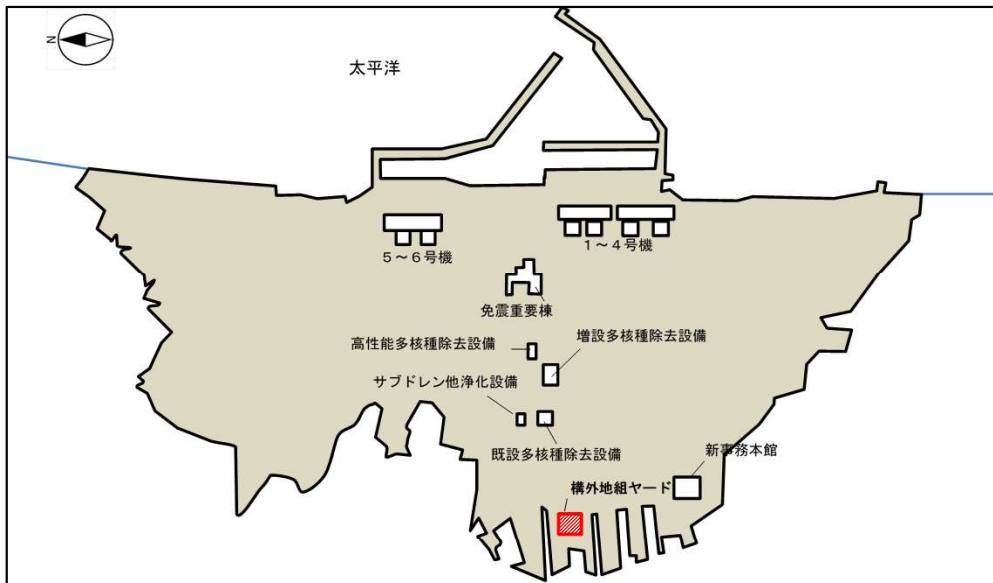 N
太平洋
5~6号機
1~4号機
免震重要棟
高性能多核種除去設備
増設多核種除去設備
サブドレン他浄化設備
既設多核種除去設備
新事務本館
構外地組ヤード